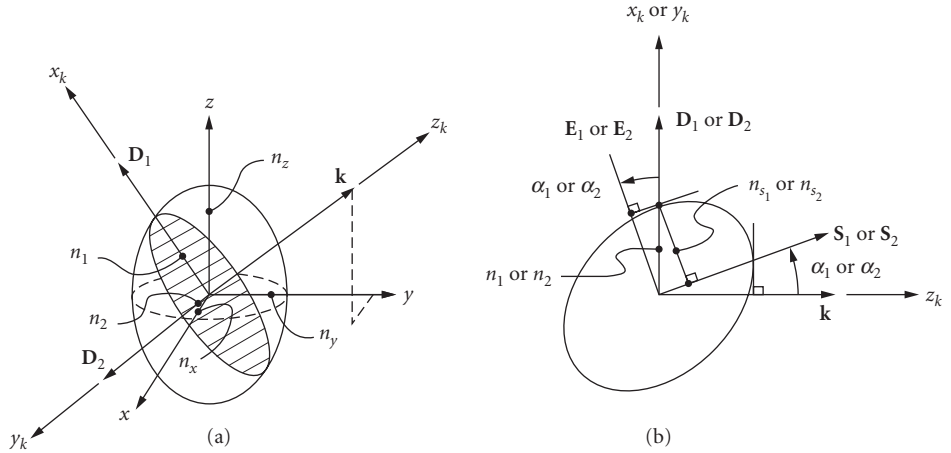 x_k
z
z_k
D_1
n_z
k
n_1
y
n_2
n_y
D_2
n_x
x
y_k
(a)
x_k or y_k
E_1 or E_2
D_1 or D_2
α_1 or α_2
n_{s_1} or n_{s_2}
S_1 or S_2
n_1 or n_2
α_1 or α_2
z_k
k
(b)